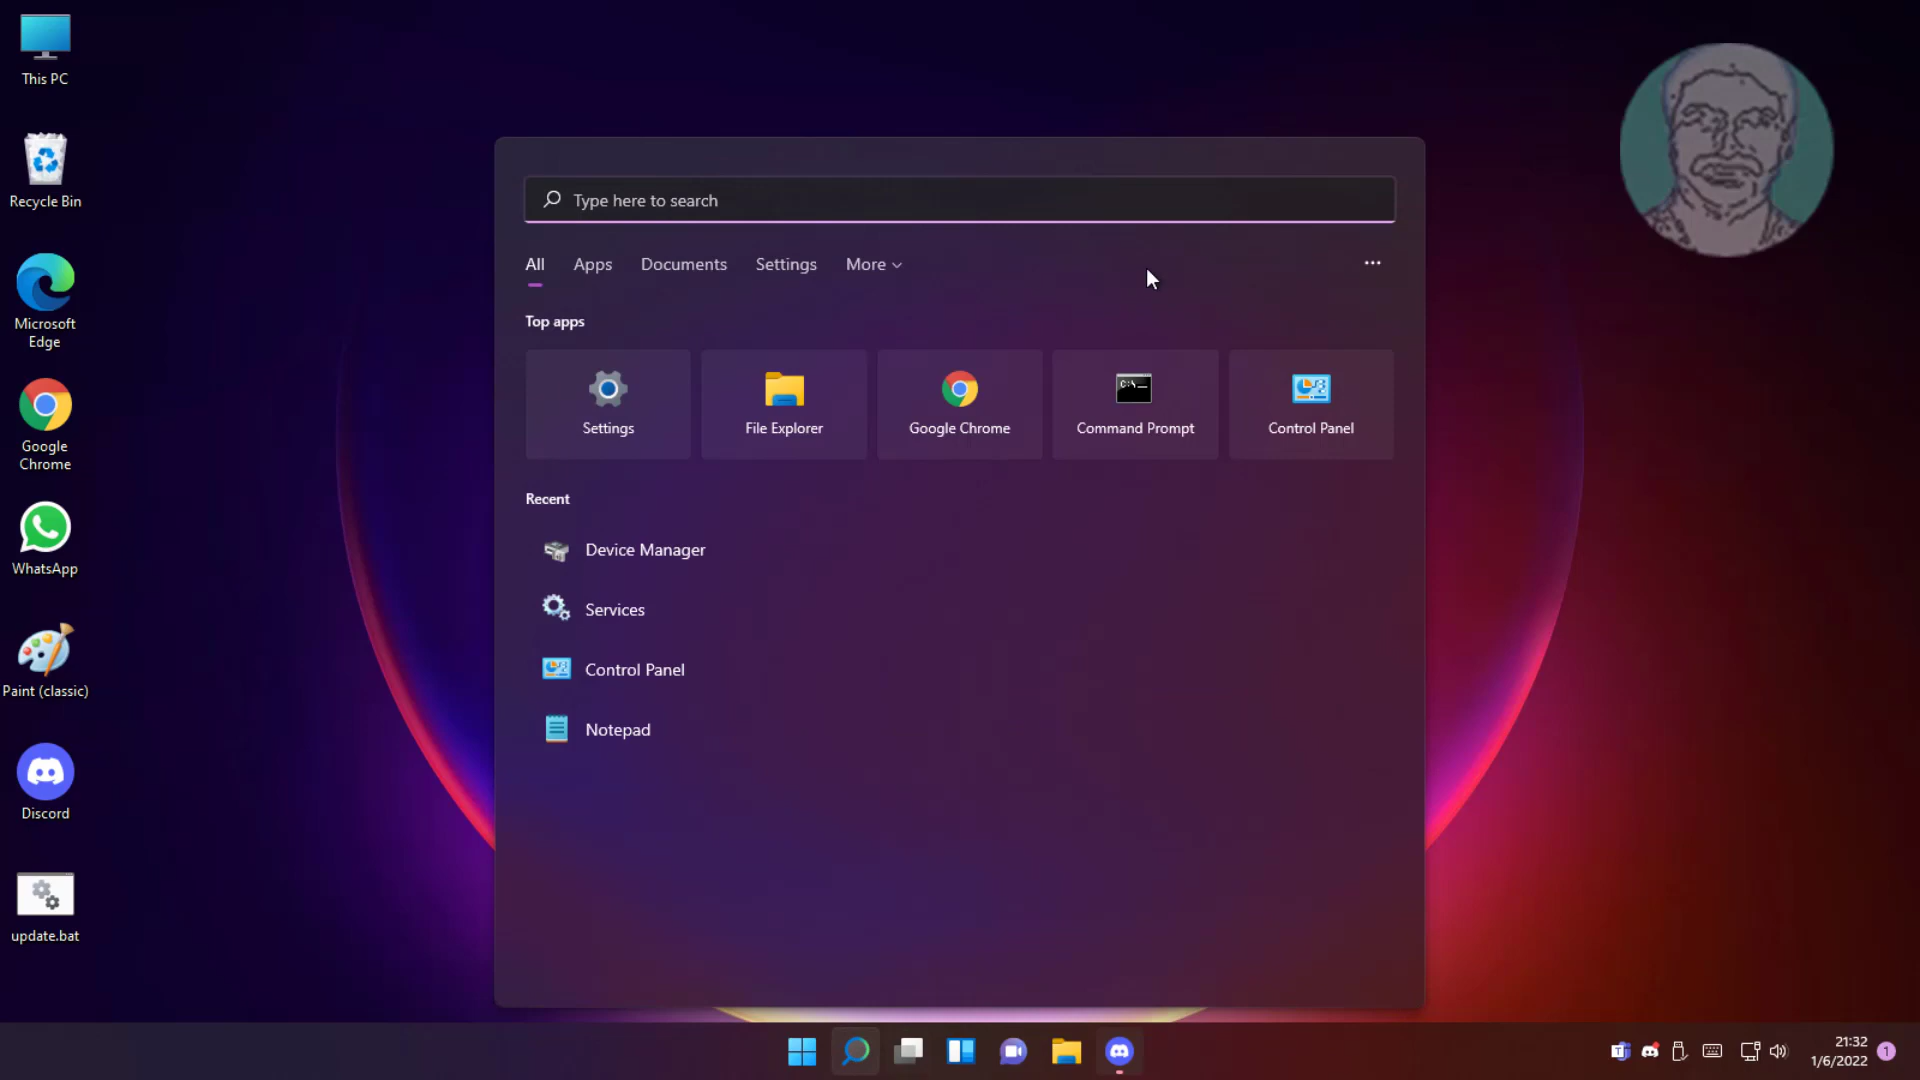 This PC
Recycle Bin
Microsoft
Edge
Google
Chrome
WhatsApp
Paint (classic)
Discord
update.bat
Type here to search
All Apps Documents Settings More
Top apps
Settings File Explorer Google Chrome Command Prompt Control Panel
Recent
Device Manager
Services
Control Panel
Notepad
21:32
1/6/2022 1